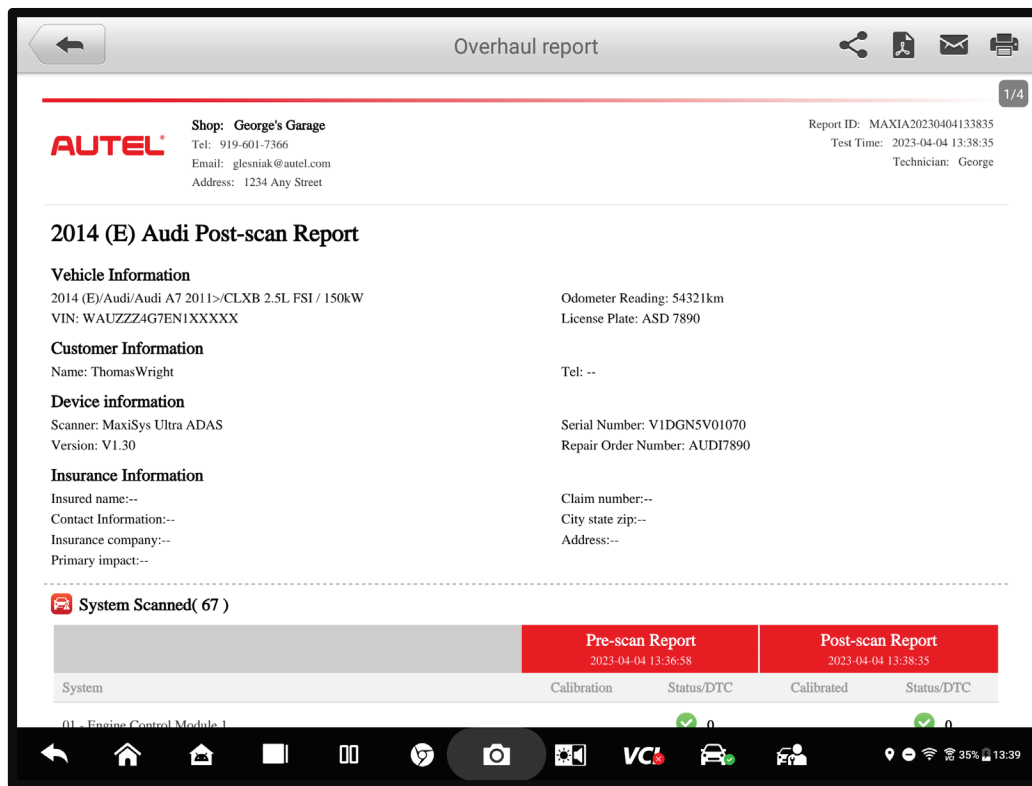 Overhaul report
1/4
AUTEL
Shop: George's Garage
Tel: 919-601-7366
Email: glesniak@autel.com
Address: 1234 Any Street
Report ID: MAXIA20230404133835
Test Time: 2023-04-04 13:38:35
Technician: George
2014 (E) Audi Post-scan Report
Vehicle Information
2014 (E)/Audi/Audi A7 2011>/CLXB 2.5L FSI / 150kW
Odometer Reading: 54321km
VIN: WAUZZZ4G7EN1XXXXX
License Plate: ASD 7890
Customer Information
Name: ThomasWright
Tel: --
Device information
Scanner: MaxiSys Ultra ADAS
Serial Number: V1DGN5V01070
Version: V1.30
Repair Order Number: AUDI7890
Insurance Information
Insured name:--
Claim number:--
Contact Information:--
City state zip:--
Insurance company:--
Address:--
Primary impact:--
System Scanned( 67 )
Pre-scan Report
2023-04-04 13:36:58
Post-scan Report
2023-04-04 13:38:35
System
Calibration
Status/DTC
Calibrated
Status/DTC
01 - Engine Control Module 1
0
0
VCI
35%
13:39